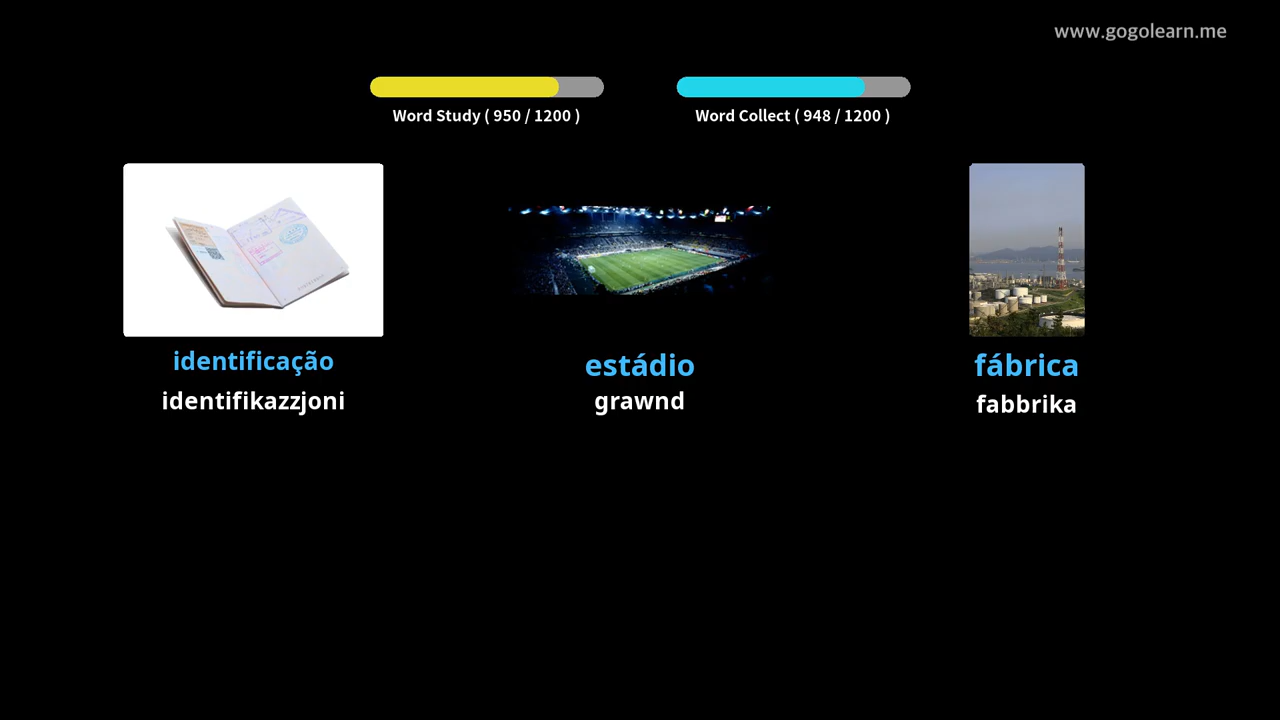 www.gogolearn.me
Word Study ( 950 / 1200 )
Word Collect ( 948 / 1200 )
identificação
identifikazzjoni
estádio
grawnd
fábrica
fabbrika